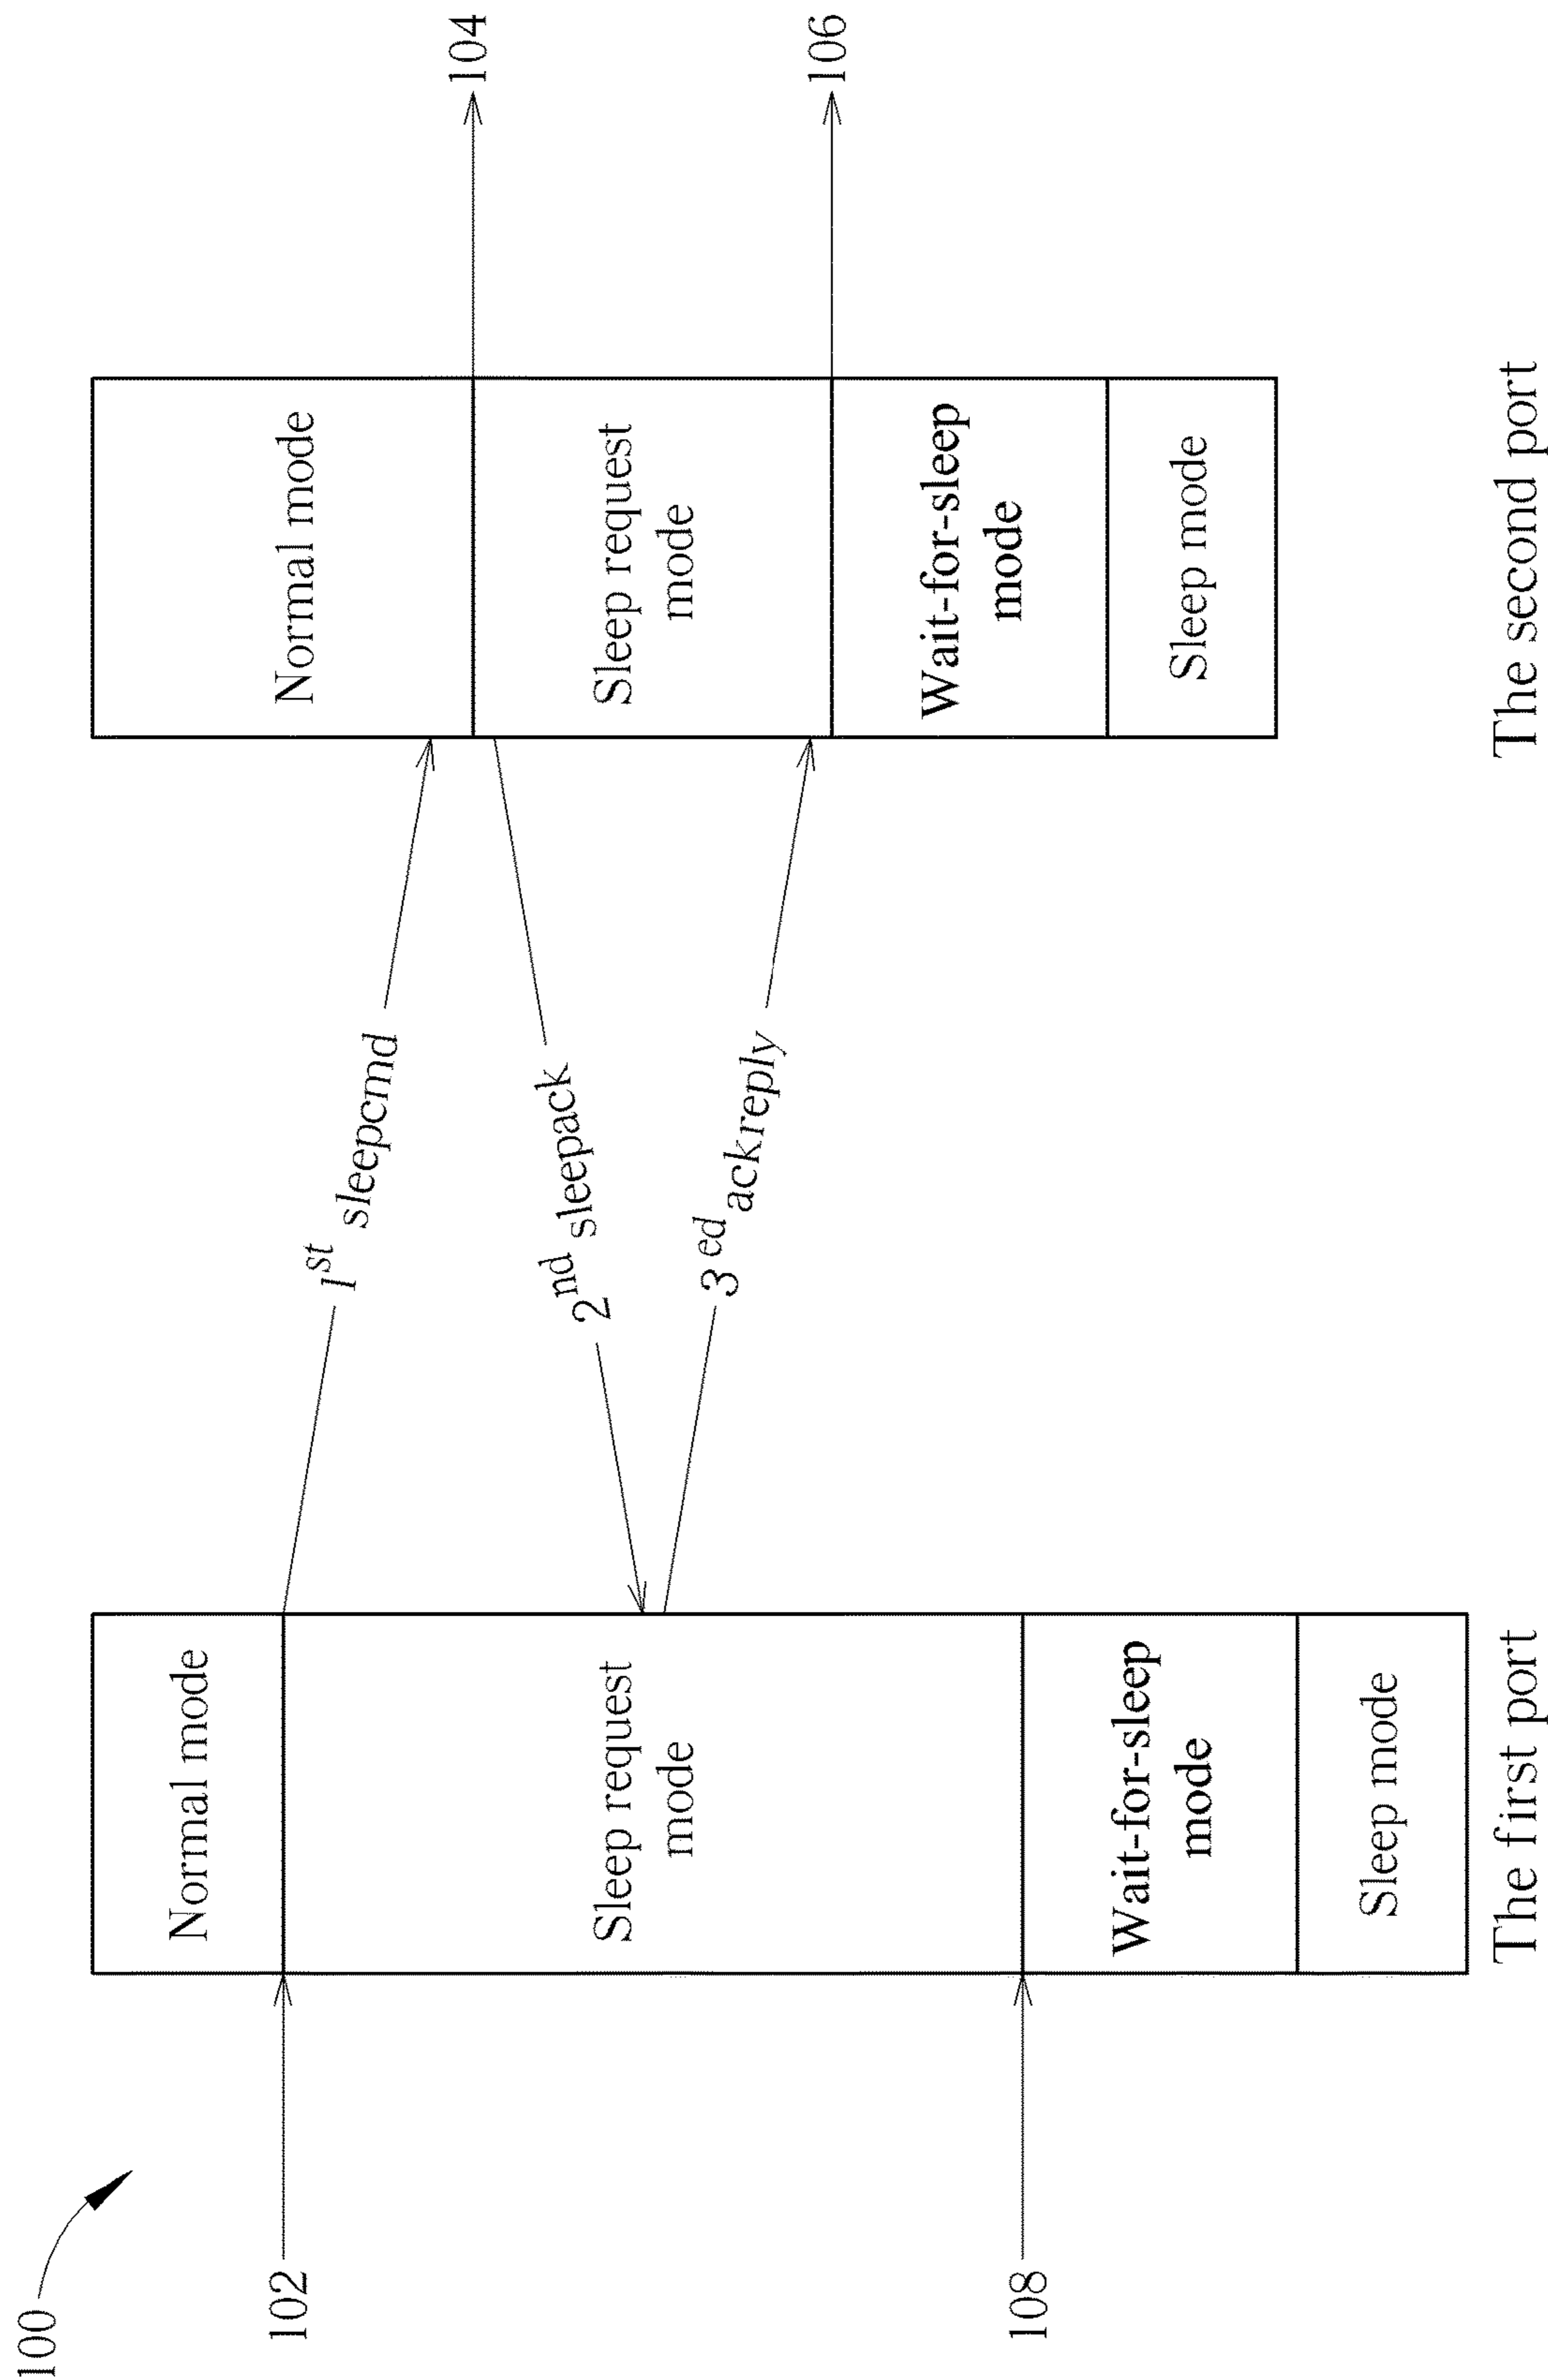 100
102
108
Normal mode
Sleep request
mode
Wait-for-sleep
mode
Sleep mode
The first port
1st sleepcmd
2nd sleepack
3ed ackreply
Normal mode
Sleep request
mode
Wait-for-sleep
mode
Sleep mode
The second port
104
106